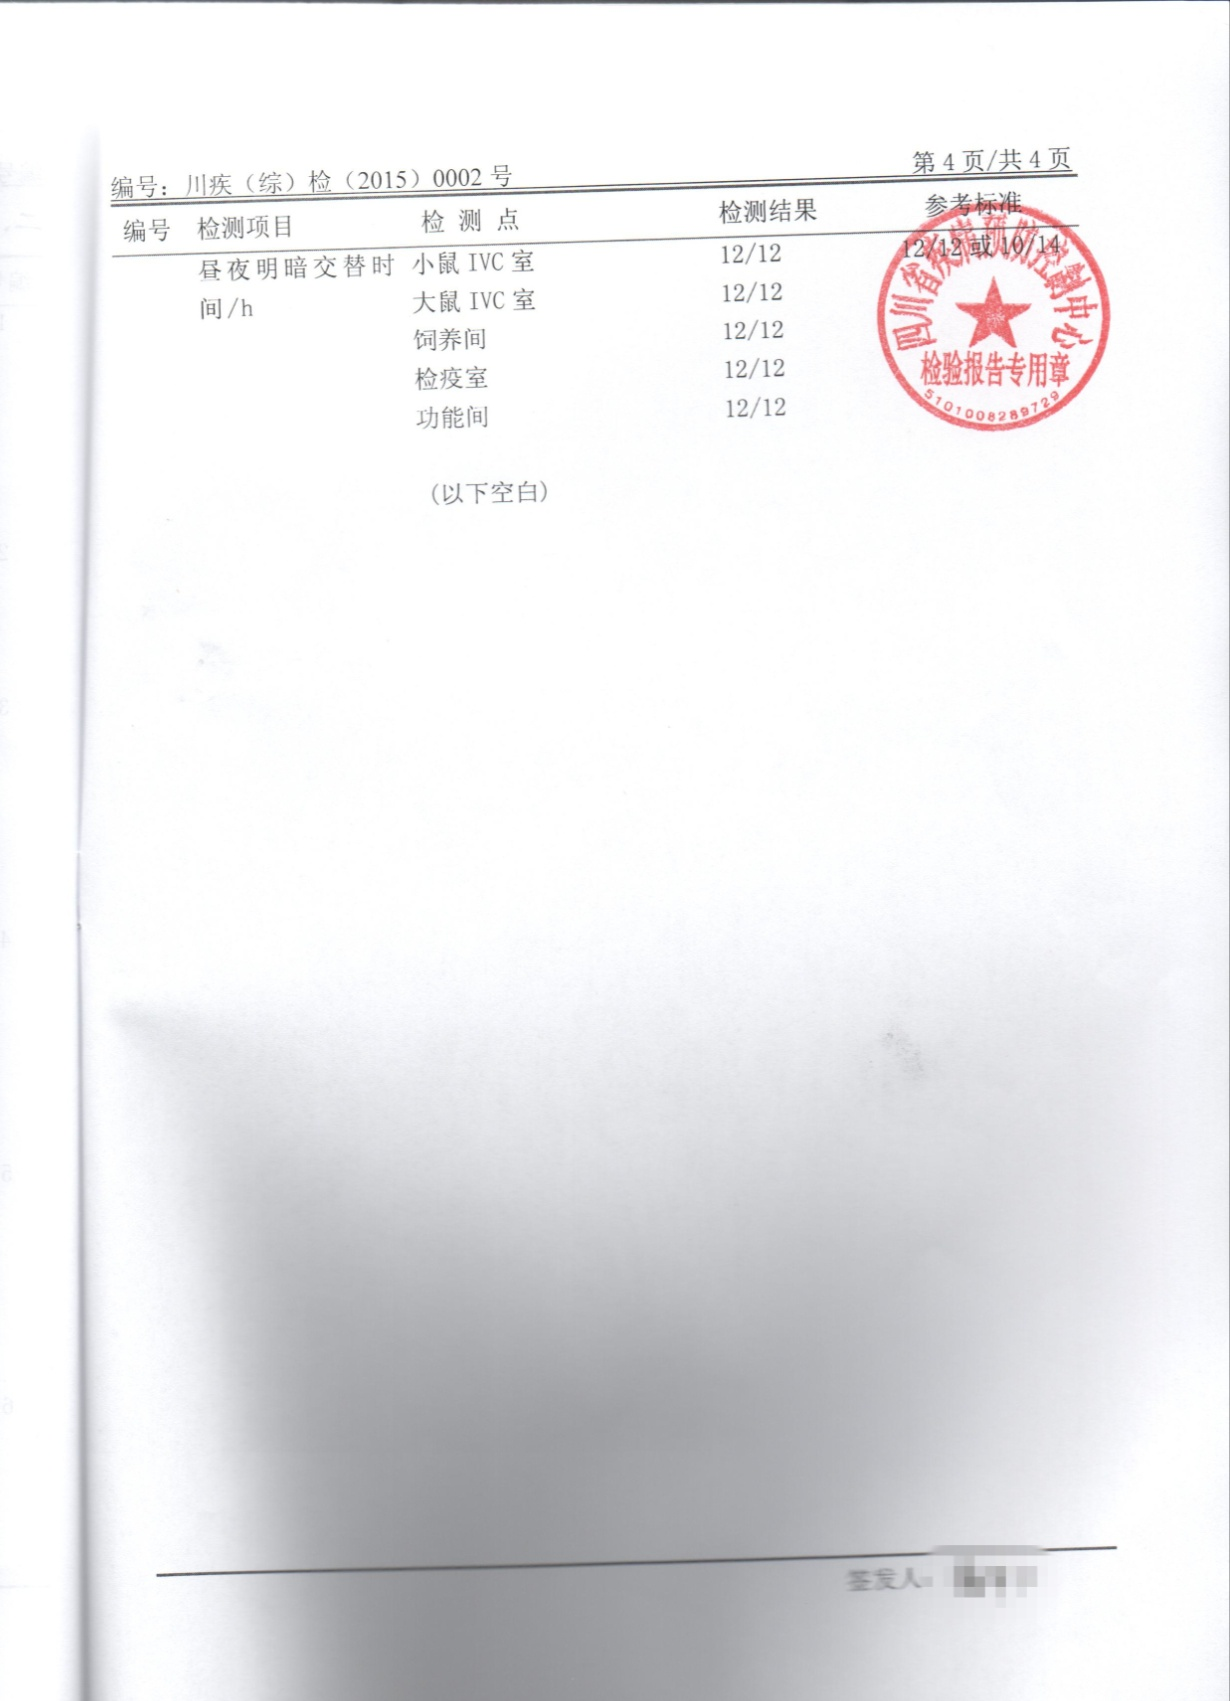 编号：川疾（综）检（2015）0002 号
第 4 页/共 4 页
编号 检测项目 检 测 点 检测结果 参考标准
昼夜明暗交替时 小鼠 IVC 室 12/12 12/12 或 10/14
间/h 大鼠 IVC 室 12/12
饲养间 12/12
检疫室 12/12
功能间 12/12
(以下空白)
四川省疾病预防控制中心
检验报告专用章
5101008289729
签发人: